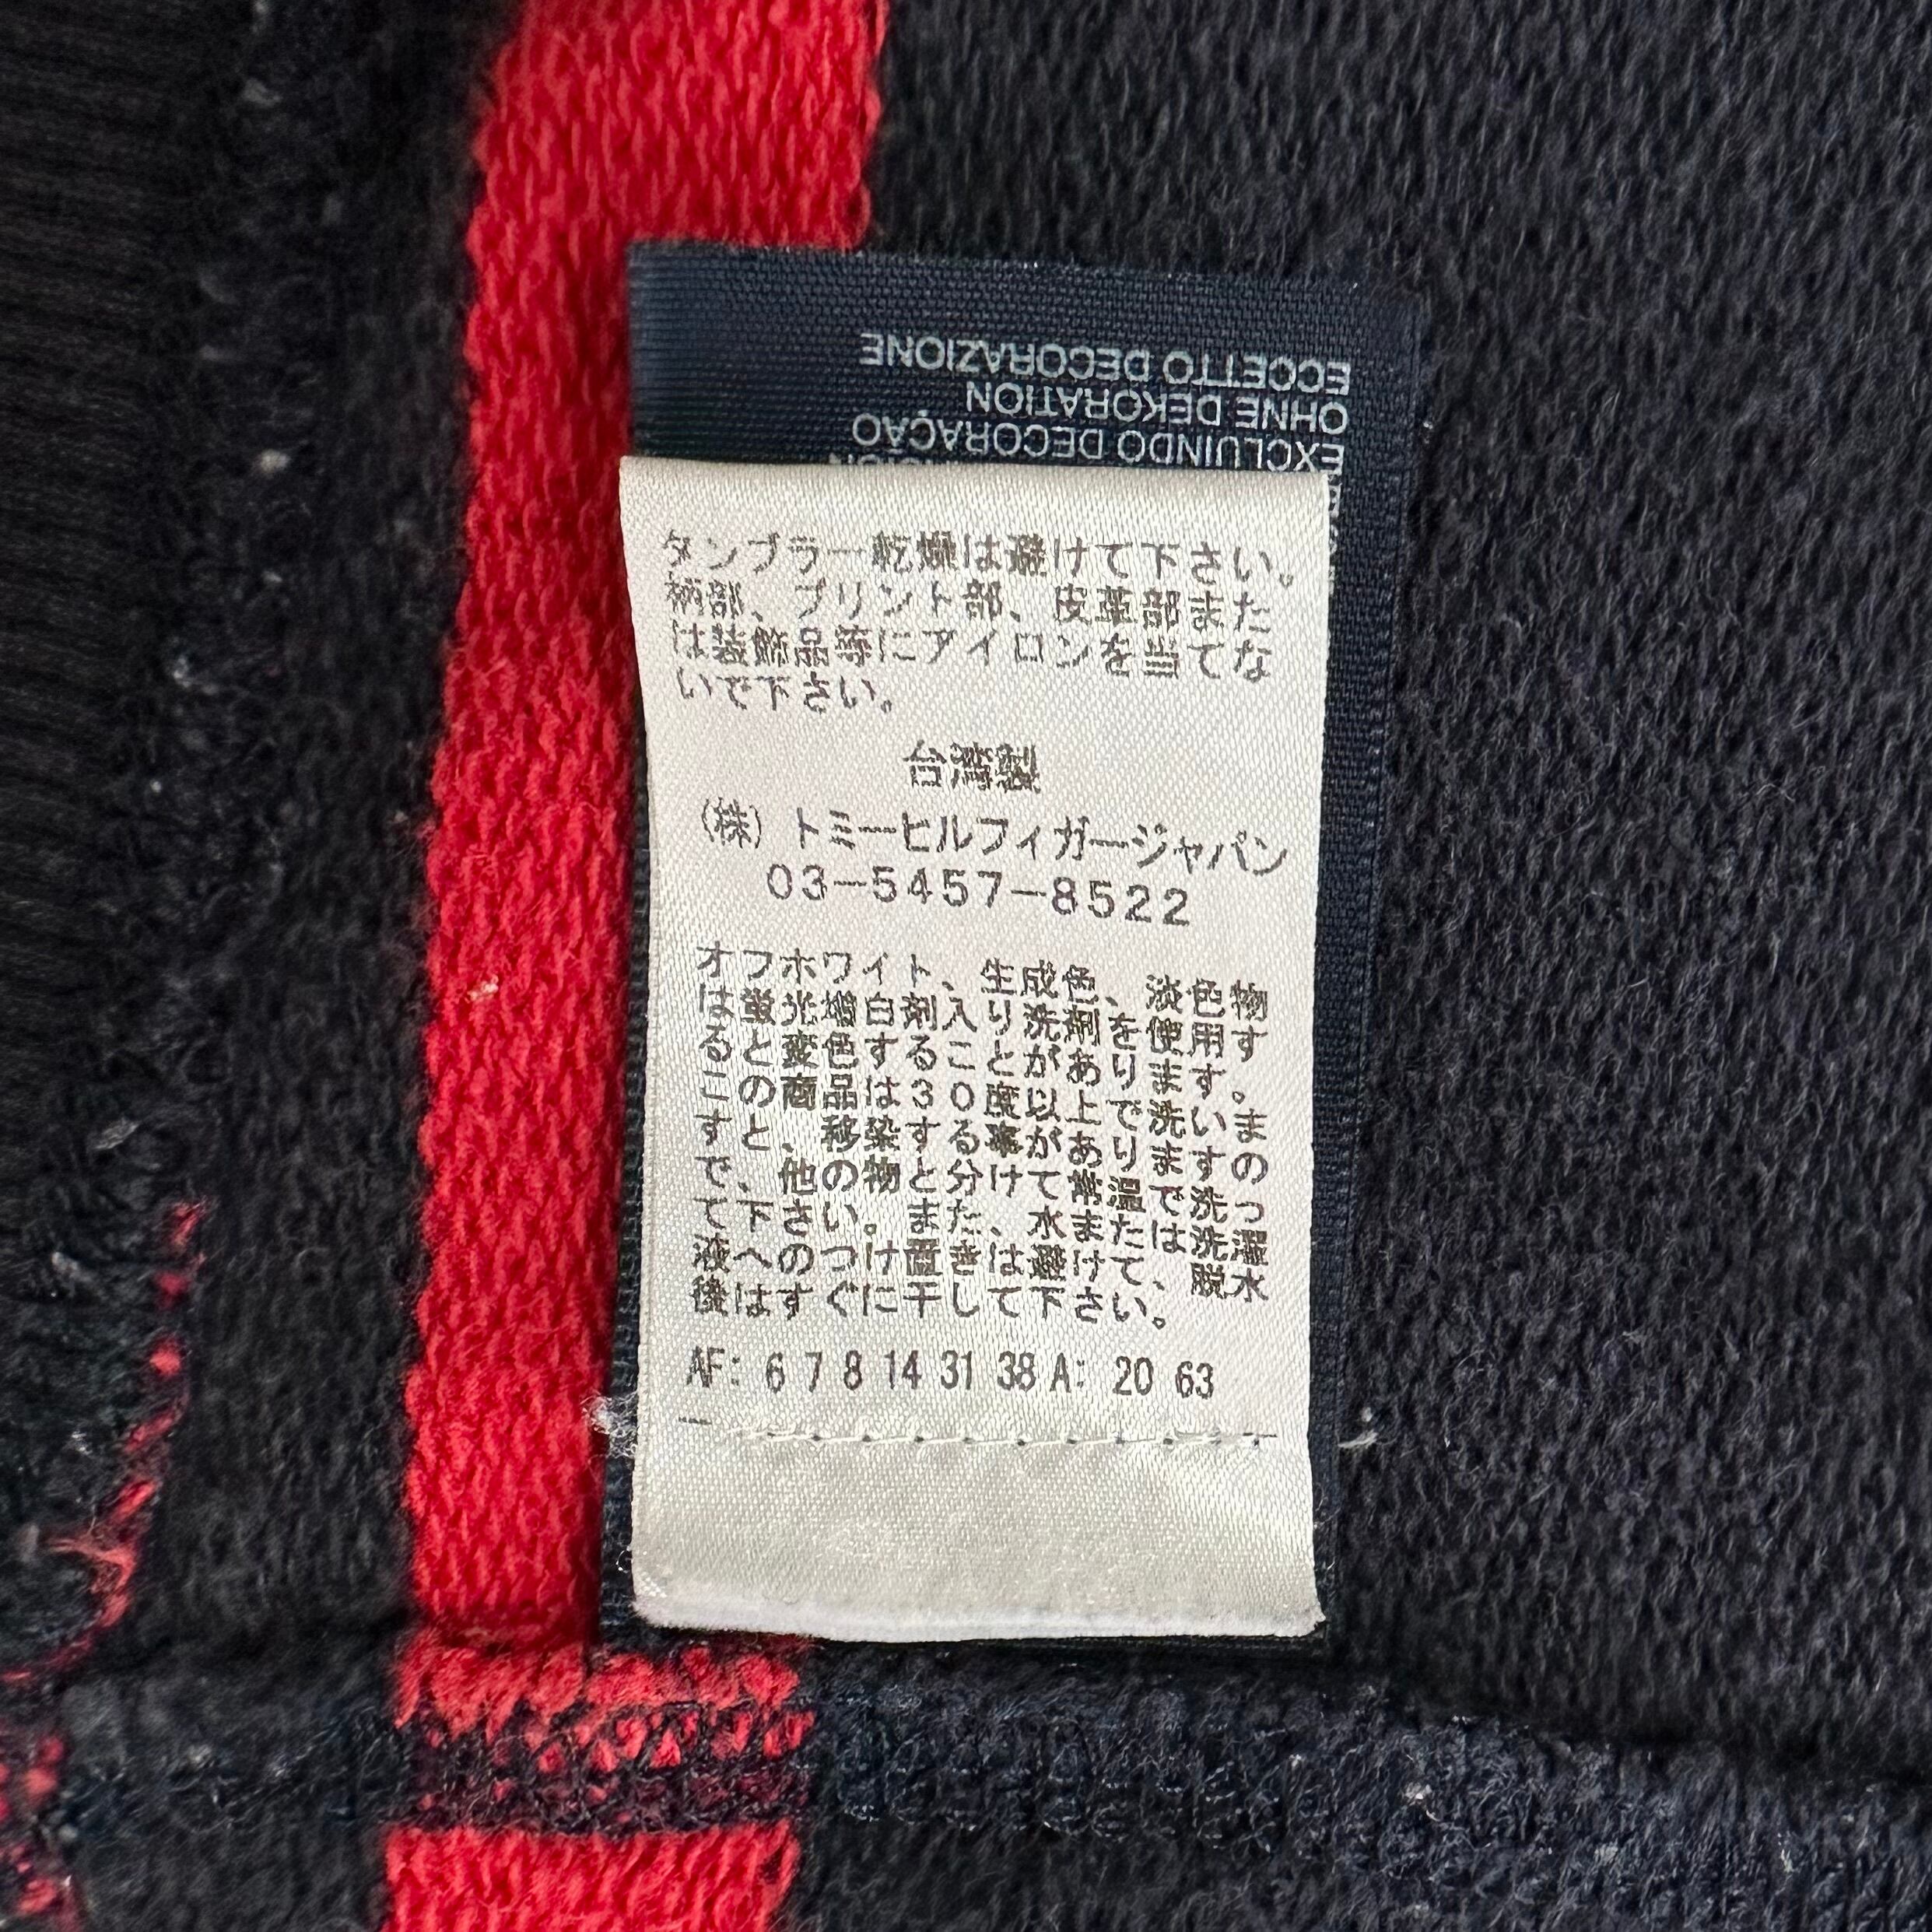 ECCETTO DECORAZIONE
OHNE DEKORATION
EXCLUINDO DECORAÇÃO
タンブラー乾燥は避けて下さい。
柄部、プリント部、皮革部また
は装飾品等にアイロンを当てな
いで下さい。
台湾製
(株) トミーヒルフィガージャパン
03-5457-8522
オフホワイト、生成色、淡色物
は蛍光増白剤入り洗剤を使用す
ると変色することがあります。
この商品は30度以上で洗いま
すと、移染する事がありますの
で、他の物と分けて常温で洗っ
て下さい。また、水または洗濯
液へのつけ置きは避けて、脱水
後はすぐに干して下さい。
AF: 6 7 8 14 31 38 A: 20 63